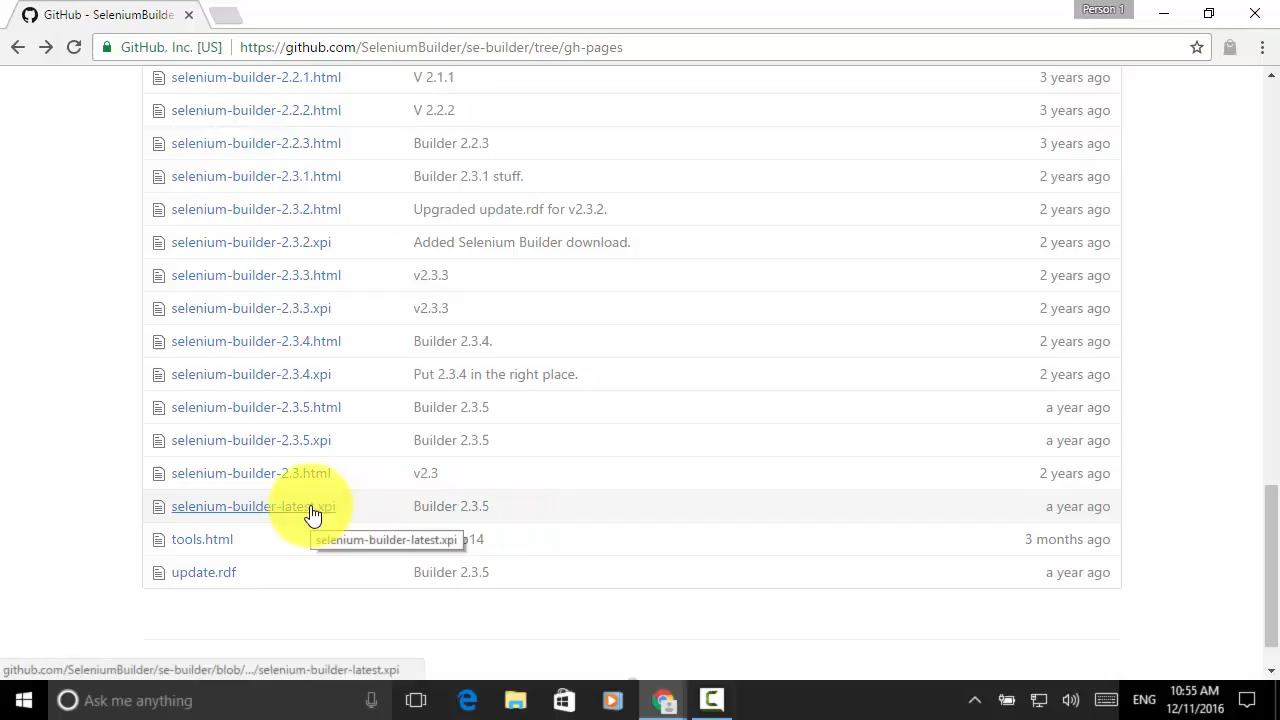 GitHub - SeleniumBuilde
Person 1
GitHub, Inc. [US]
https://github.com/SeleniumBuilder/se-builder/tree/gh-pages
selenium-builder-2.2.1.html V 2.1.1 3 years ago
selenium-builder-2.2.2.html V 2.2.2 3 years ago
selenium-builder-2.2.3.html Builder 2.2.3 3 years ago
selenium-builder-2.3.1.html Builder 2.3.1 stuff. 2 years ago
selenium-builder-2.3.2.html Upgraded update.rdf for v2.3.2. 2 years ago
selenium-builder-2.3.2.xpi Added Selenium Builder download. 2 years ago
selenium-builder-2.3.3.html v2.3.3 2 years ago
selenium-builder-2.3.3.xpi v2.3.3 2 years ago
selenium-builder-2.3.4.html Builder 2.3.4. 2 years ago
selenium-builder-2.3.4.xpi Put 2.3.4 in the right place. 2 years ago
selenium-builder-2.3.5.html Builder 2.3.5 a year ago
selenium-builder-2.3.5.xpi Builder 2.3.5 a year ago
selenium-builder-2.3.html v2.3 2 years ago
selenium-builder-latest.xpi Builder 2.3.5 a year ago
tools.html p14 3 months ago
selenium-builder-latest.xpi
update.rdf Builder 2.3.5 a year ago
github.com/SeleniumBuilder/se-builder/blob/.../selenium-builder-latest.xpi
Ask me anything
ENG
10:55 AM
12/11/2016